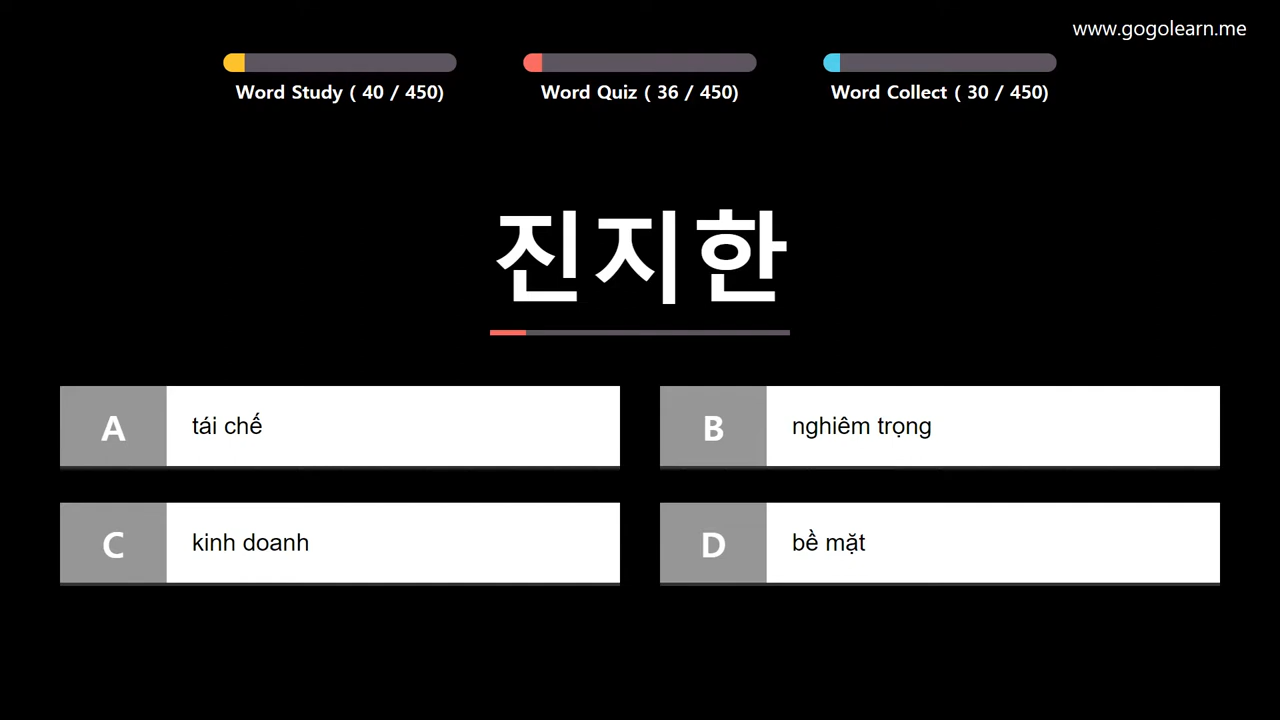 www.gogolearn.me
Word Study ( 40 / 450)
Word Quiz ( 36 / 450)
Word Collect ( 30 / 450)
진지한
A tái chế
B nghiêm trọng
C kinh doanh
D bề mặt